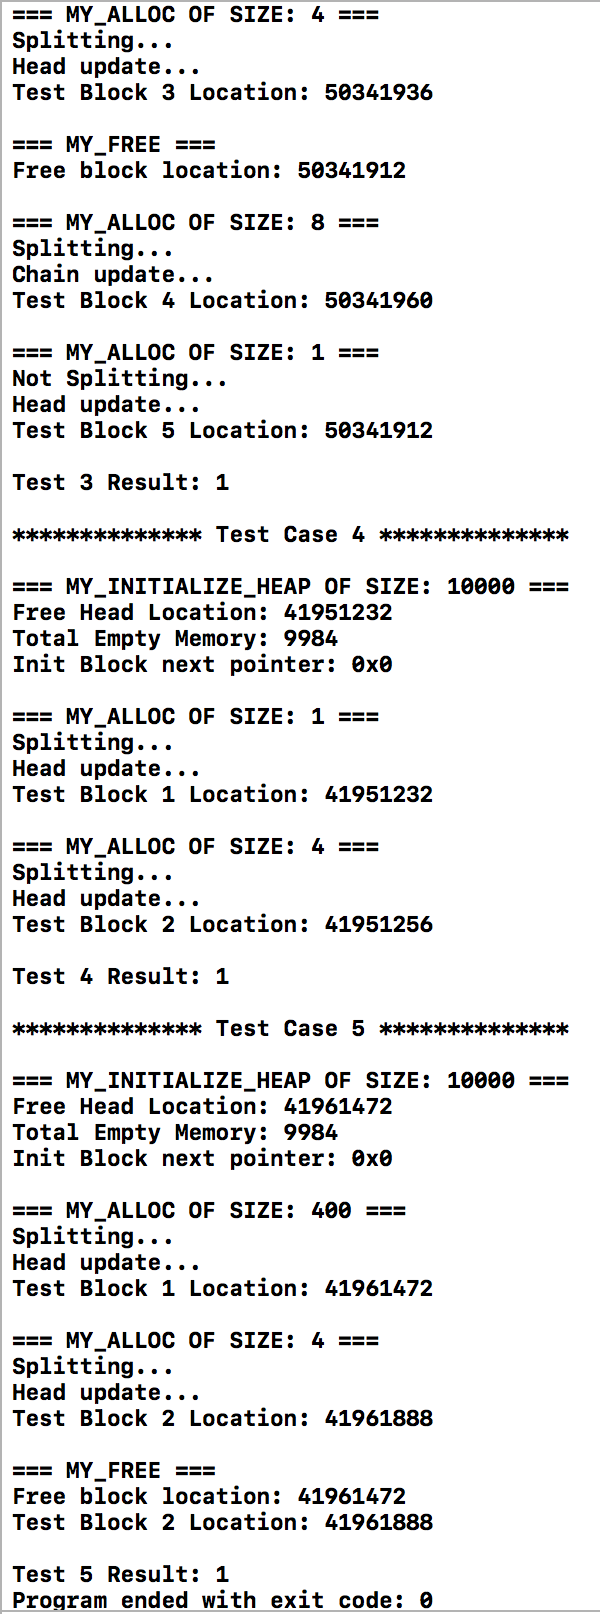 === MY_ALLOC OF SIZE: 4 ===
Splitting...
Head update...
Test Block 3 Location: 50341936
=== MY_FREE ===
Free block location: 50341912
=== MY_ALLOC OF SIZE: 8 ===
Splitting...
Chain update...
Test Block 4 Location: 50341960
=== MY_ALLOC OF SIZE: 1 ===
Not Splitting...
Head update...
Test Block 5 Location: 50341912
Test 3 Result: 1
************** Test Case 4 **************
=== MY_INITIALIZE_HEAP OF SIZE: 10000 ===
Free Head Location: 41951232
Total Empty Memory: 9984
Init Block next pointer: 0x0
=== MY_ALLOC OF SIZE: 1 ===
Splitting...
Head update...
Test Block 1 Location: 41951232
=== MY_ALLOC OF SIZE: 4 ===
Splitting...
Head update...
Test Block 2 Location: 41951256
Test 4 Result: 1
************** Test Case 5 **************
=== MY_INITIALIZE_HEAP OF SIZE: 10000 ===
Free Head Location: 41961472
Total Empty Memory: 9984
Init Block next pointer: 0x0
=== MY_ALLOC OF SIZE: 400 ===
Splitting...
Head update...
Test Block 1 Location: 41961472
=== MY_ALLOC OF SIZE: 4 ===
Splitting...
Head update...
Test Block 2 Location: 41961888
=== MY_FREE ===
Free block location: 41961472
Test Block 2 Location: 41961888
Test 5 Result: 1
Program ended with exit code: 0